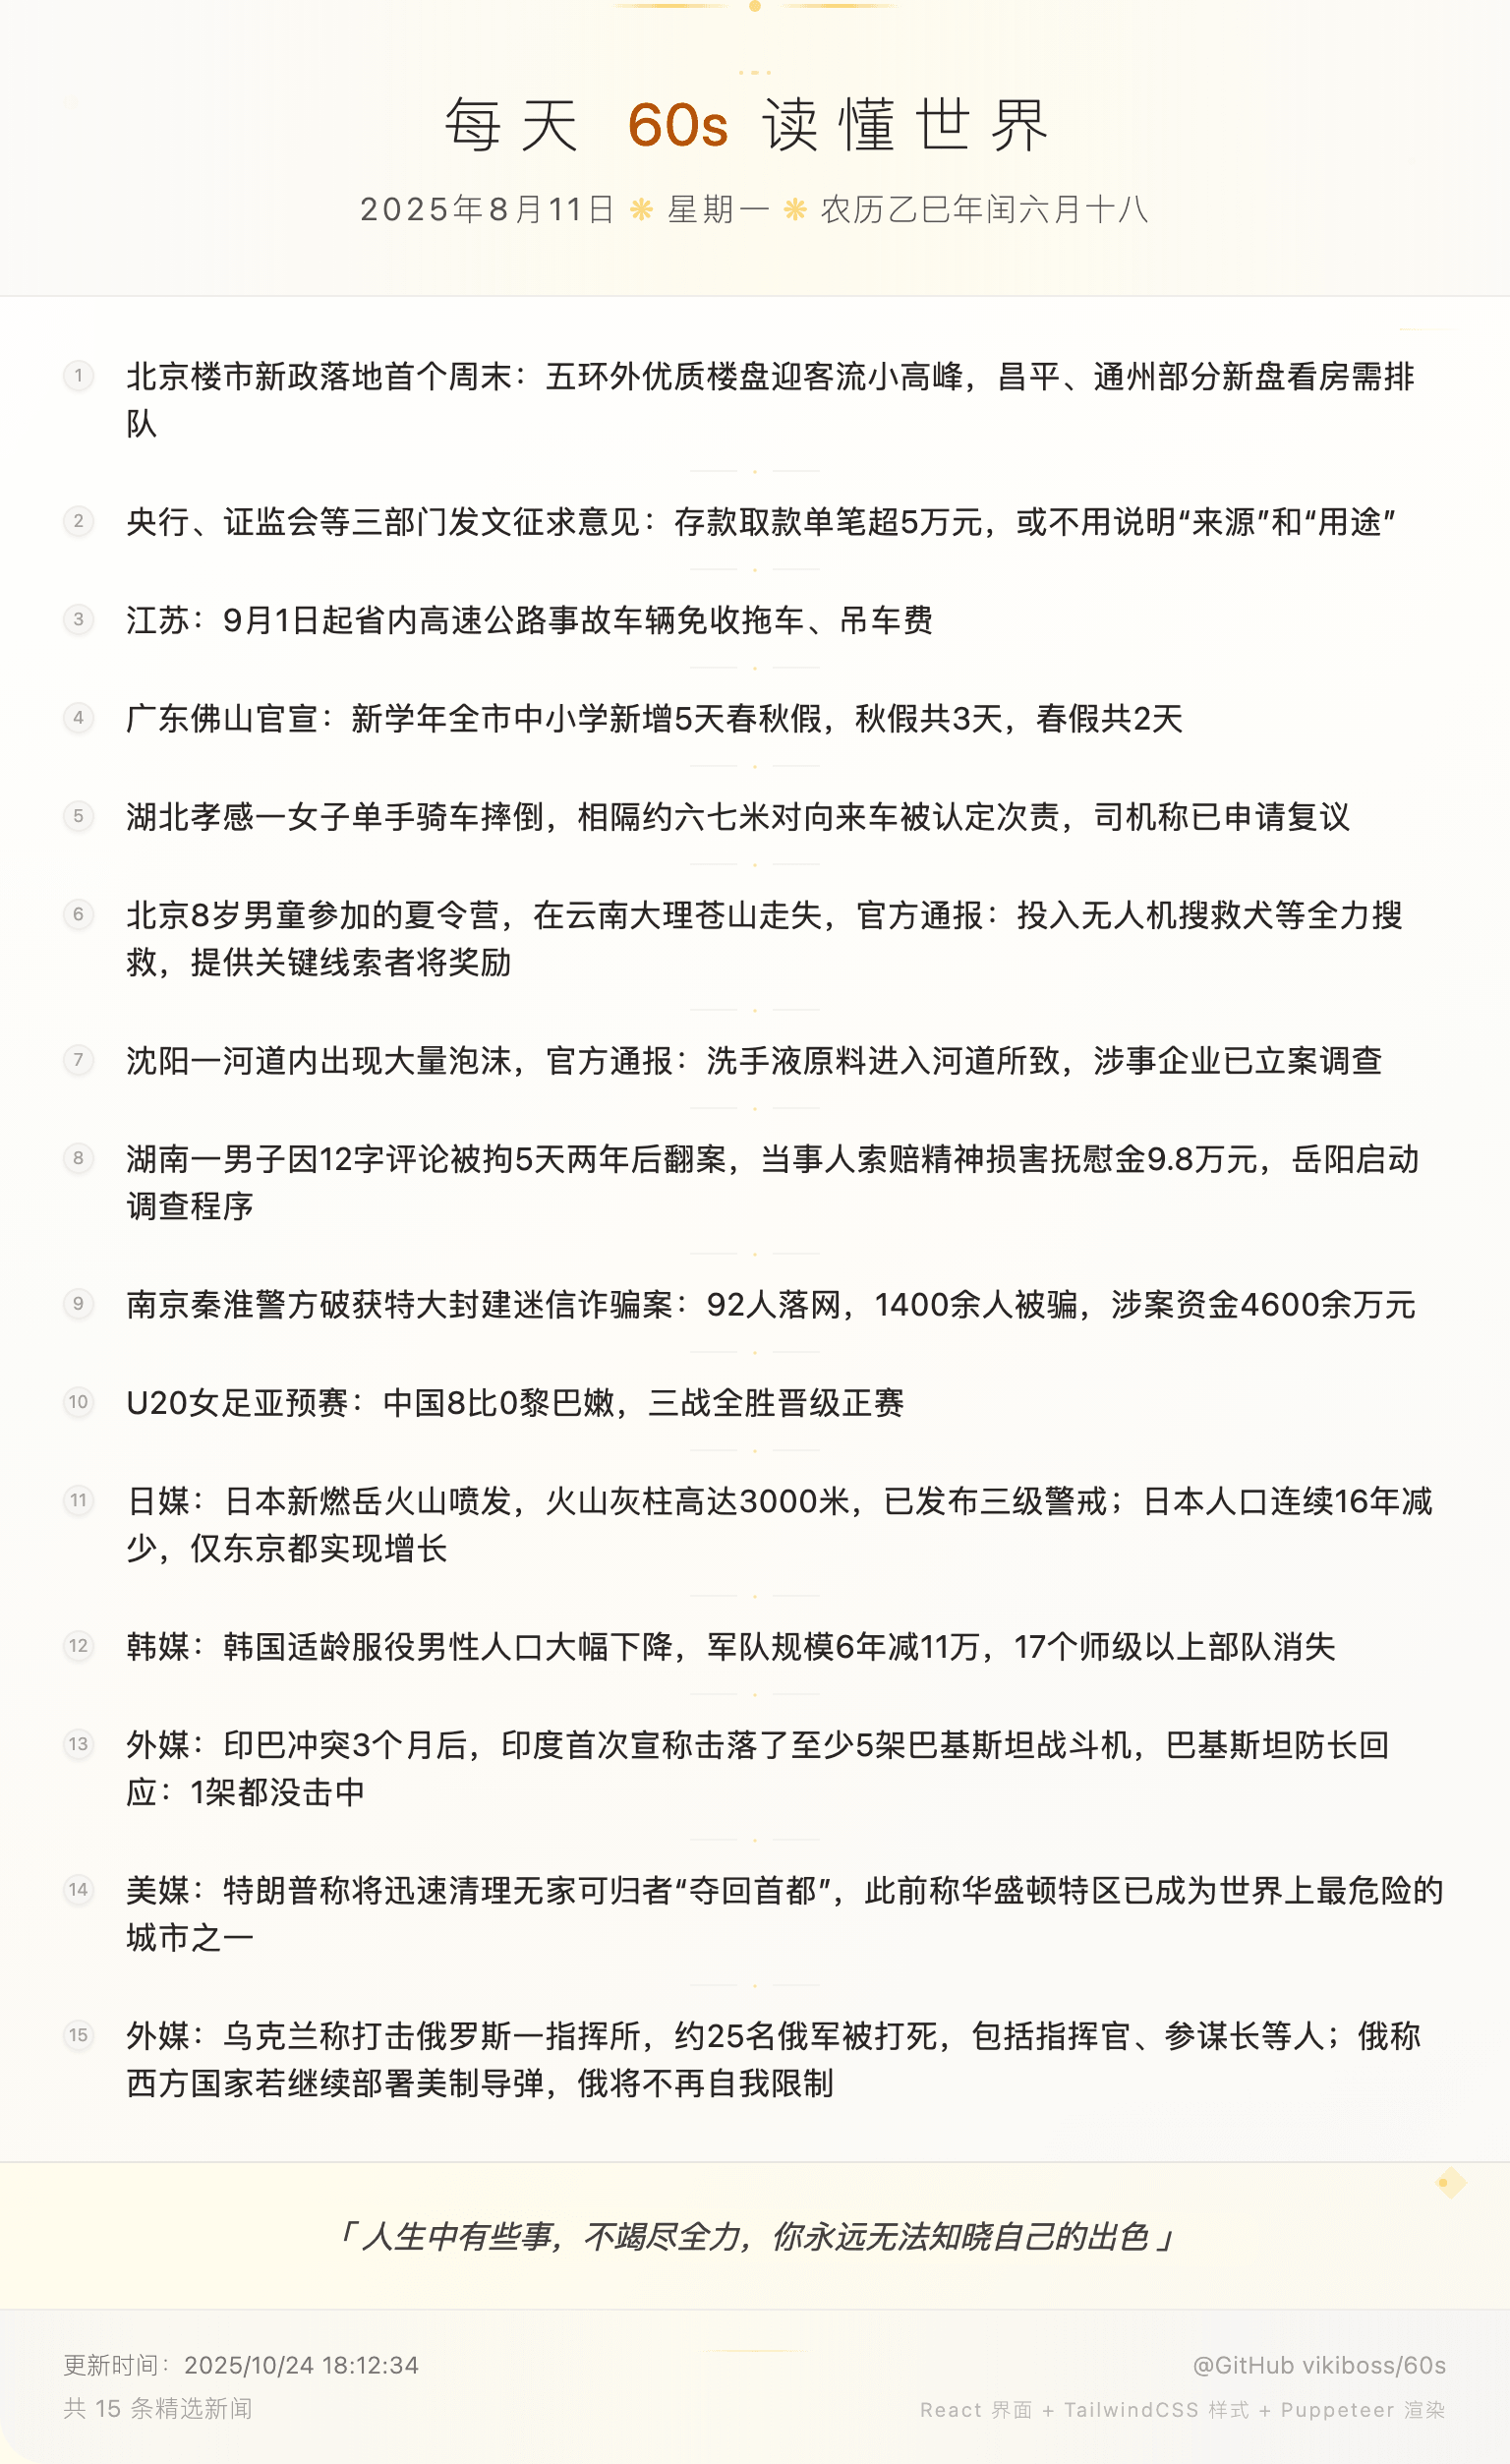 每天 60s 读懂世界
2025年8月11日 ❋ 星期一 ❋ 农历乙巳年闰六月十八
1 北京楼市新政落地首个周末：五环外优质楼盘迎客流小高峰，昌平、通州部分新盘看房需排
队
2 央行、证监会等三部门发文征求意见：存款取款单笔超5万元，或不用说明“来源”和“用途”
3 江苏：9月1日起省内高速公路事故车辆免收拖车、吊车费
4 广东佛山官宣：新学年全市中小学新增5天春秋假，秋假共3天，春假共2天
5 湖北孝感一女子单手骑车摔倒，相隔约六七米对向来车被认定次责，司机称已申请复议
6 北京8岁男童参加的夏令营，在云南大理苍山走失，官方通报：投入无人机搜救犬等全力搜
救，提供关键线索者将奖励
7 沈阳一河道内出现大量泡沫，官方通报：洗手液原料进入河道所致，涉事企业已立案调查
8 湖南一男子因12字评论被拘5天两年后翻案，当事人索赔精神损害抚慰金9.8万元，岳阳启动
调查程序
9 南京秦淮警方破获特大封建迷信诈骗案：92人落网，1400余人被骗，涉案资金4600余万元
10 U20女足亚预赛：中国8比0黎巴嫩，三战全胜晋级正赛
11 日媒：日本新燃岳火山喷发，火山灰柱高达3000米，已发布三级警戒；日本人口连续16年减
少，仅东京都实现增长
12 韩媒：韩国适龄服役男性人口大幅下降，军队规模6年减11万，17个师级以上部队消失
13 外媒：印巴冲突3个月后，印度首次宣称击落了至少5架巴基斯坦战斗机，巴基斯坦防长回
应：1架都没击中
14 美媒：特朗普称将迅速清理无家可归者“夺回首都”，此前称华盛顿特区已成为世界上最危险的
城市之一
15 外媒：乌克兰称打击俄罗斯一指挥所，约25名俄军被打死，包括指挥官、参谋长等人；俄称
西方国家若继续部署美制导弹，俄将不再自我限制
「 人生中有些事，不竭尽全力，你永远无法知晓自己的出色 」
更新时间：2025/10/24 18:12:34
@GitHub vikiboss/60s
共 15 条精选新闻
React 界面 + TailwindCSS 样式 + Puppeteer 渲染